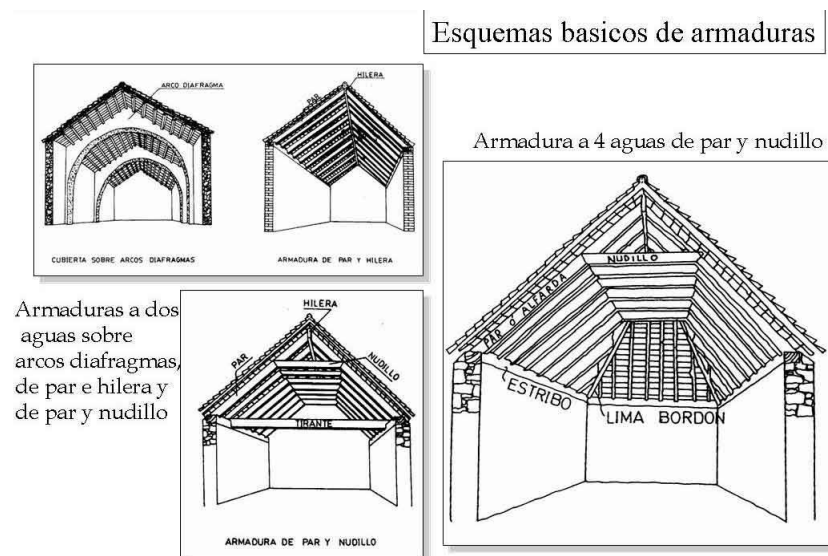 Esquemas basicos de armaduras
ARCO DIAFRAGMA
HILERA
PAR
CUBIERTA SOBRE ARCOS DIAFRAGMAS
ARMADURA DE PAR Y HILERA
Armaduras a dos
aguas sobre
arcos diafragmas,
de par e hilera y
de par y nudillo
HILERA
PAR
NUDILLO
TIRANTE
ARMADURA DE PAR Y NUDILLO
Armadura a 4 aguas de par y nudillo
NUDILLO
PAR O ALFARDA
ESTRIBO
LIMA BORDON